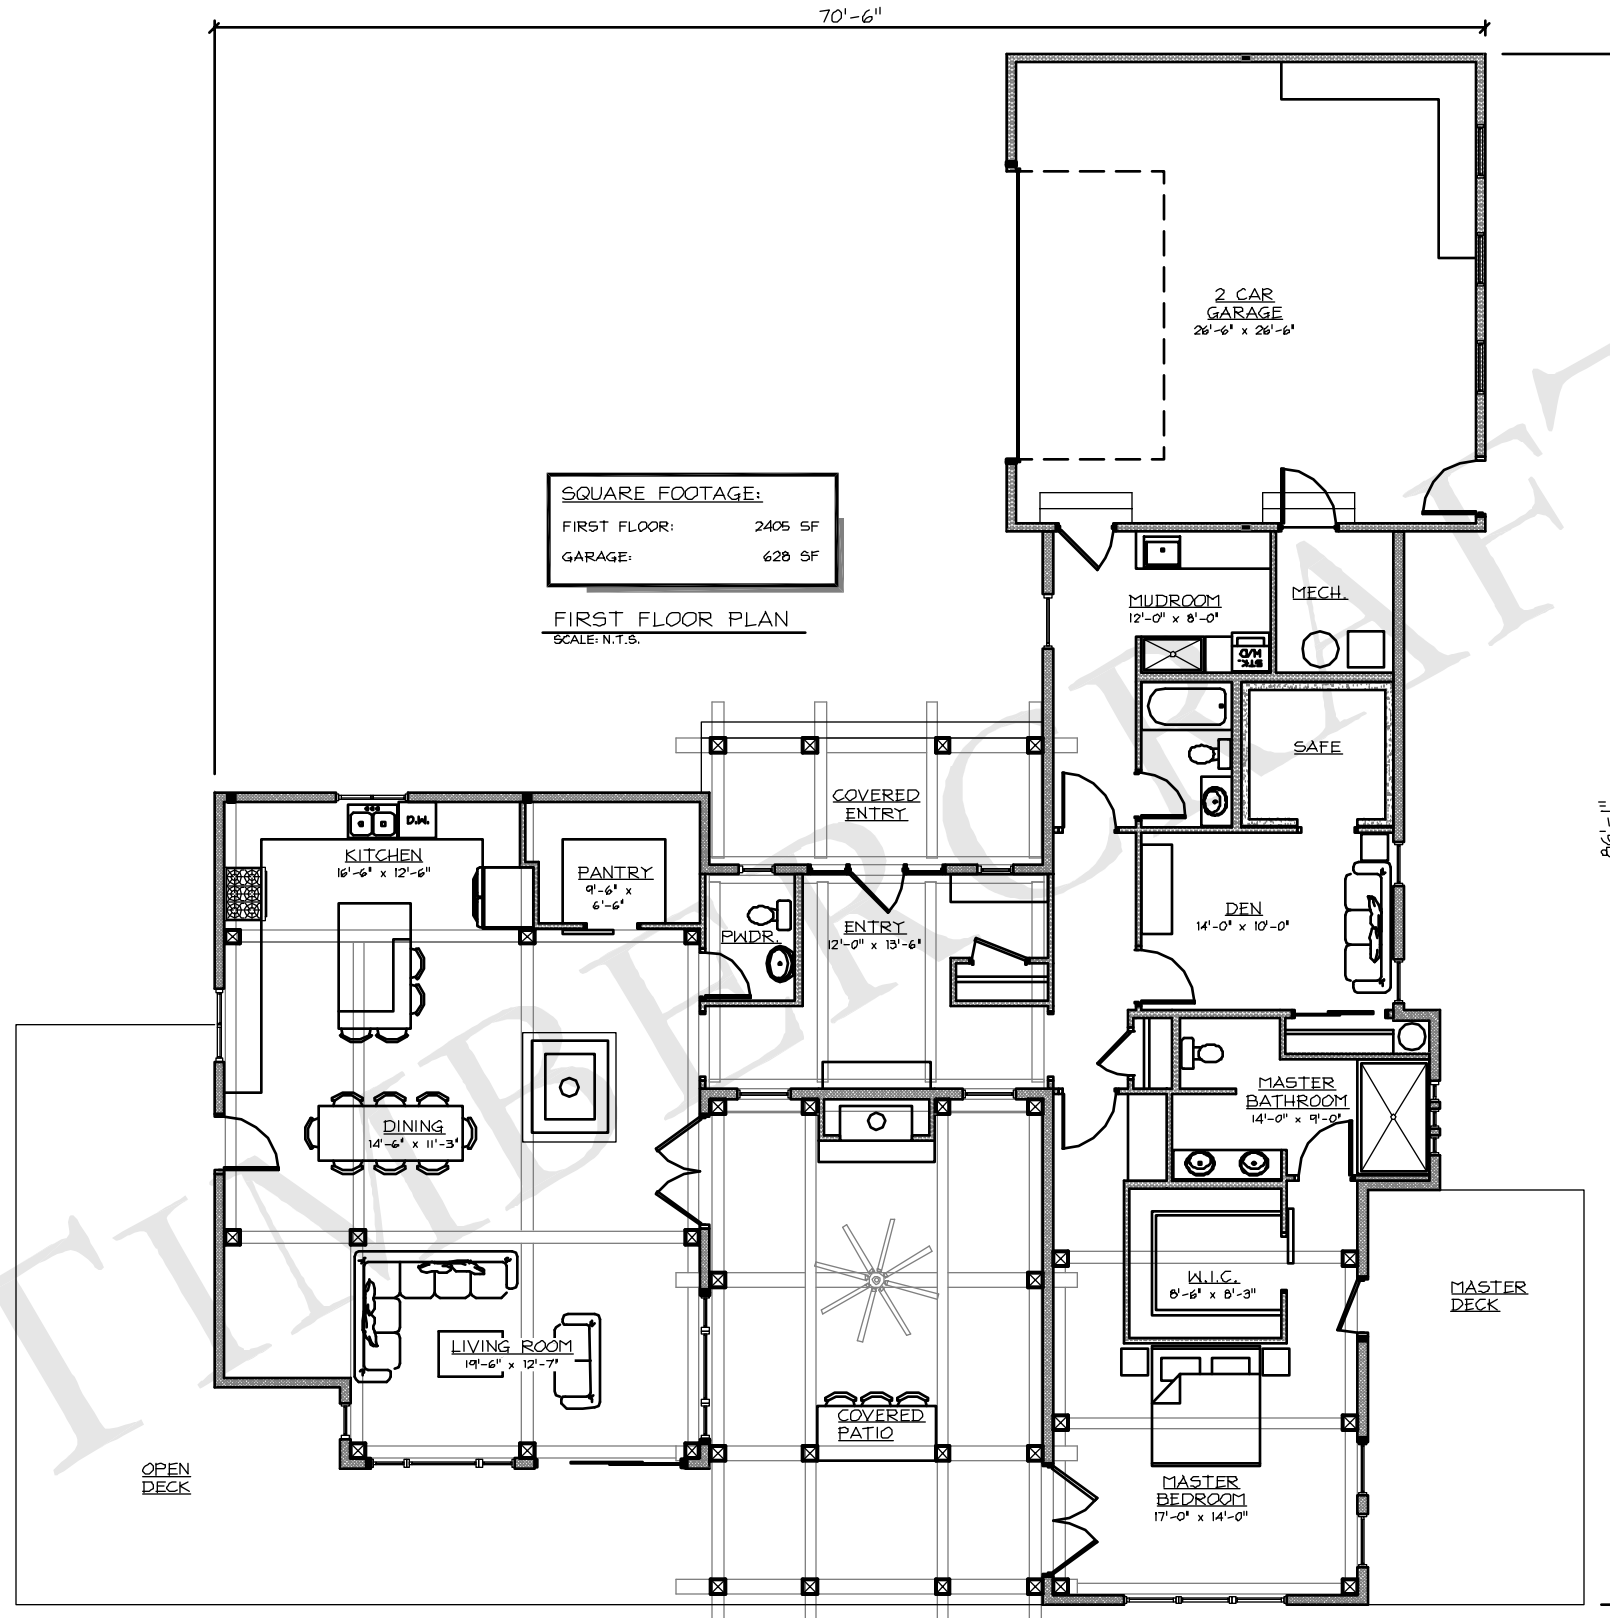 70'-6"
2 CAR
GARAGE
26'-6" x 26'-6"
SQUARE FOOTAGE:
FIRST FLOOR: 2405 SF
GARAGE: 628 SF
FIRST FLOOR PLAN
SCALE: N.T.S.
MUDROOM
12'-0" x 8'-0"
MECH.
STK.
W/D
SAFE
86'-1"
COVERED
ENTRY
D.W.
KITCHEN
16'-6" x 12'-6"
PANTRY
9'-6" x
6'-6"
PWDR.
ENTRY
12'-0" x 13'-6"
DEN
14'-0" x 10'-0"
MASTER
BATHROOM
14'-0" x 9'-0"
DINING
14'-6" x 11'-3"
W.I.C.
8'-6" x 8'-3"
MASTER
DECK
LIVING ROOM
19'-6" x 12'-7"
COVERED
PATIO
OPEN
DECK
MASTER
BEDROOM
17'-0" x 14'-0"
TIMBERCRAFT